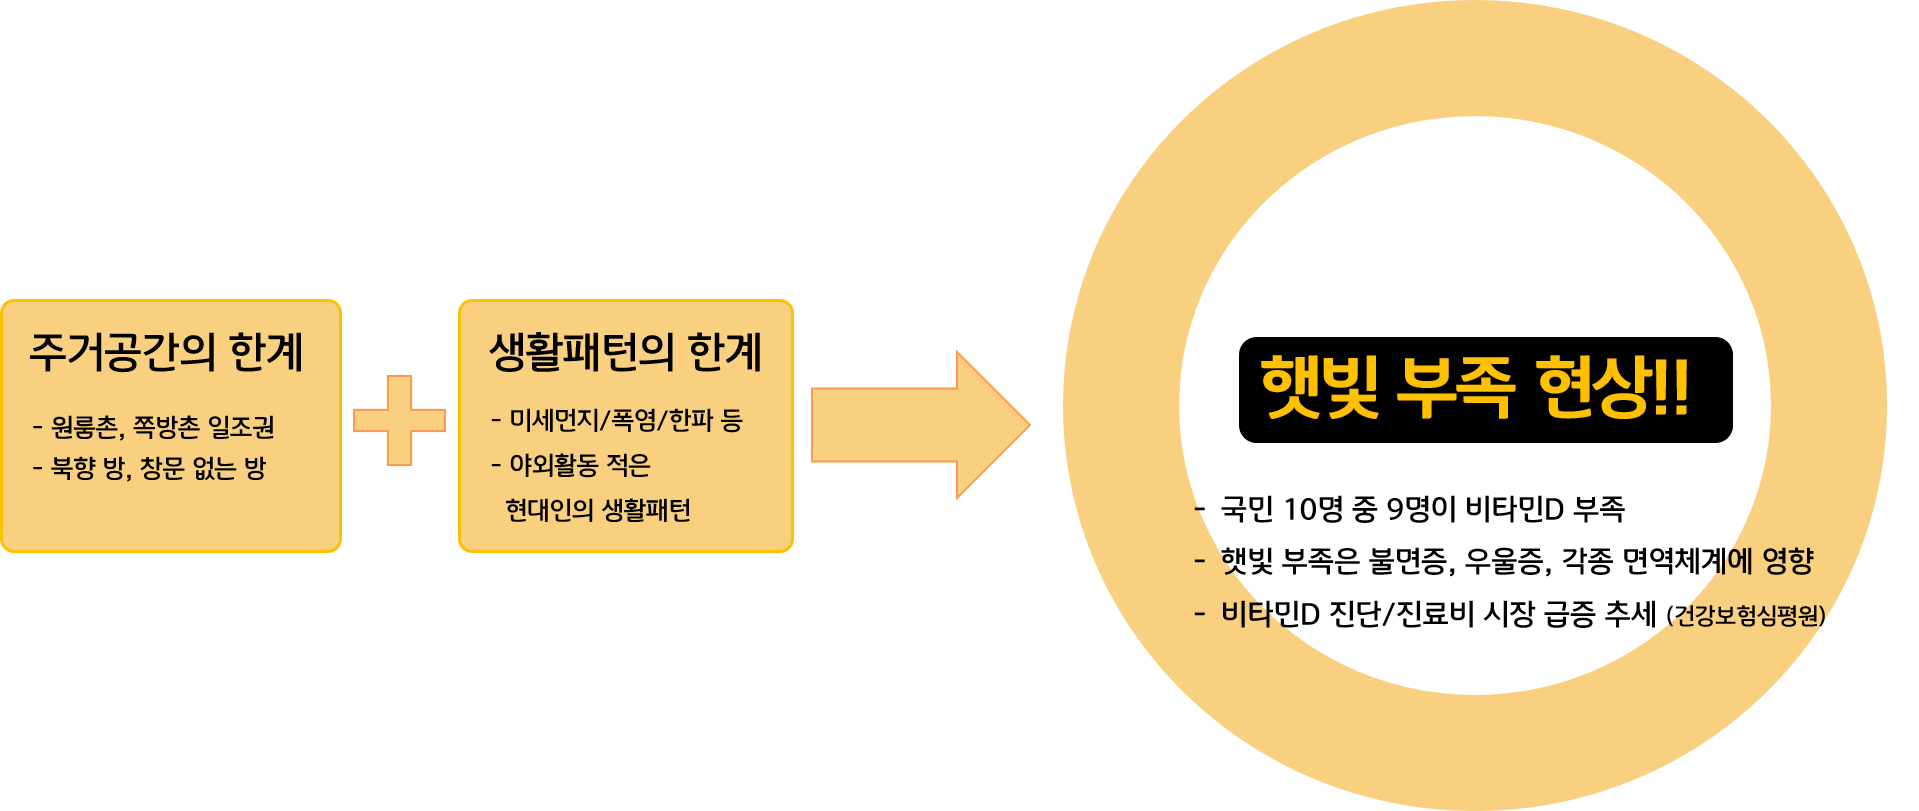 주거공간의 한계
- 원룸촌, 쪽방촌 일조권
- 북향 방, 창문 없는 방
생활패턴의 한계
- 미세먼지/폭염/한파 등
- 야외활동 적은
현대인의 생활패턴
햇빛 부족 현상!!
- 국민 10명 중 9명이 비타민D 부족
- 햇빛 부족은 불면증, 우울증, 각종 면역체계에 영향
- 비타민D 진단/진료비 시장 급증 추세 (건강보험심평원)